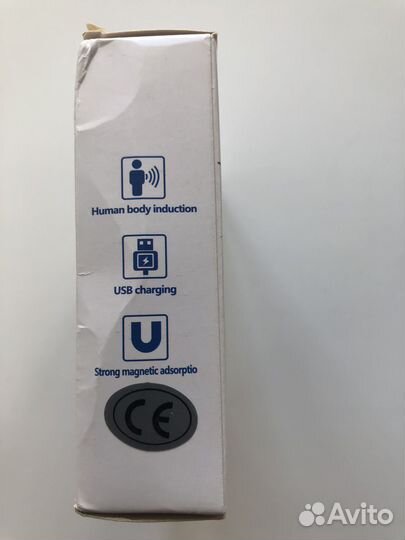 Human body induction
USB charging
U
Strong magnetic adsorptio
CE
Avito